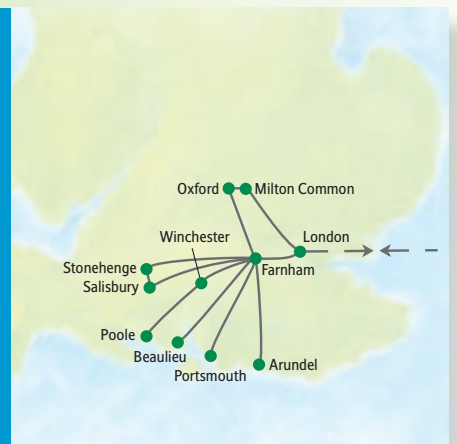 Oxford
Milton Common
Winchester
London
Stonehenge
Farnham
Salisbury
Poole
Beaulieu
Arundel
Portsmouth